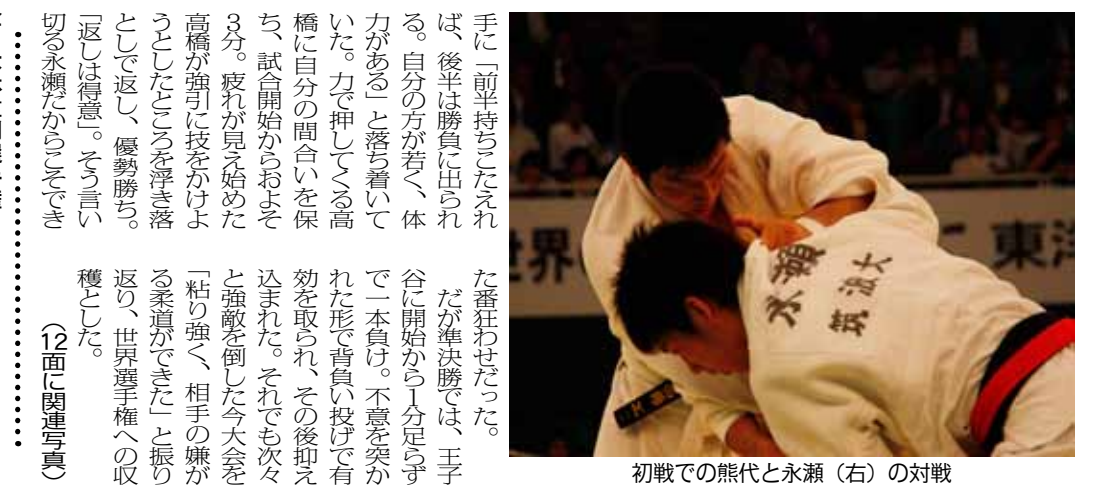 手に「前半持ちこたえれ
ば、後半は勝負に出られ
る。自分の方が若く、体
力がある」と落ち着いて
いた。力で押してくる高
橋に自分の間合いを保
ち、試合開始からおよそ
3分。疲れが見え始めた
高橋が強引に技をかけよ
うとしたところを浮き落
としで返し、優勢勝ち。
「返しは得意」。そう言い
切る永瀬だからこそでき
た番狂わせだった。
だが準決勝では、王子
谷に開始から1分足らず
で一本負け。不意を突か
れた形で背負い投げで有
効を取られ、その後抑え
込まれた。それでも次々
と強敵を倒した今大会を
「粘り強く、相手の嫌が
る柔道ができた」と振り
返り、世界選手権への収
穫とした。
（12面に関連写真）
世界
東洋
永瀬
筑波大
初戦での熊代と永瀬（右）の対戦